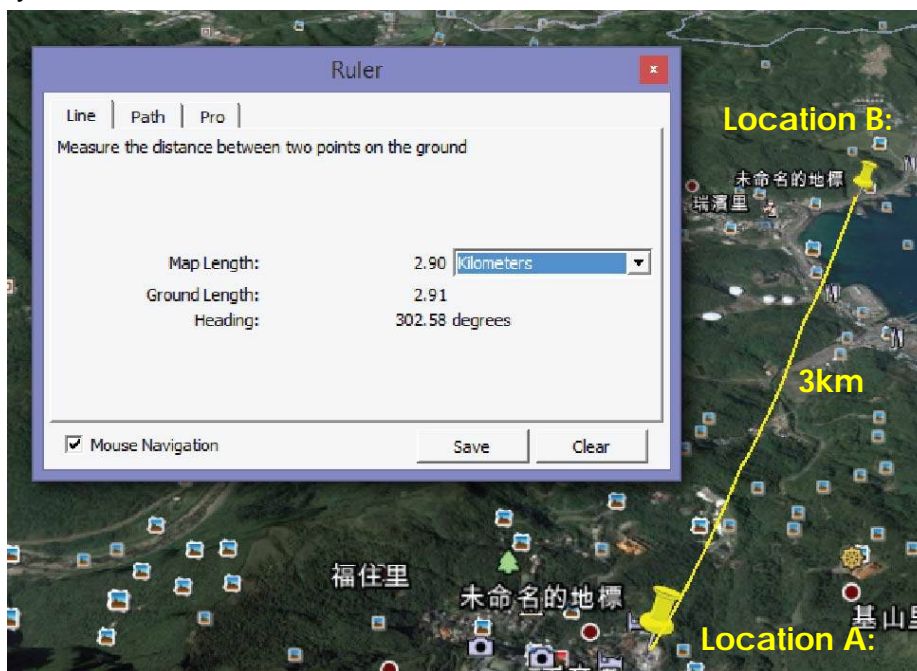 Ruler
Line
Path
Pro
Measure the distance between two points on the ground
Map Length:
2.90
Kilometers
Ground Length:
2.91
Heading:
302.58 degrees
Mouse Navigation
Save
Clear
Location B:
未命名的地標
瑞濱里
3km
福住里
未命名的地標
基山里
Location A: